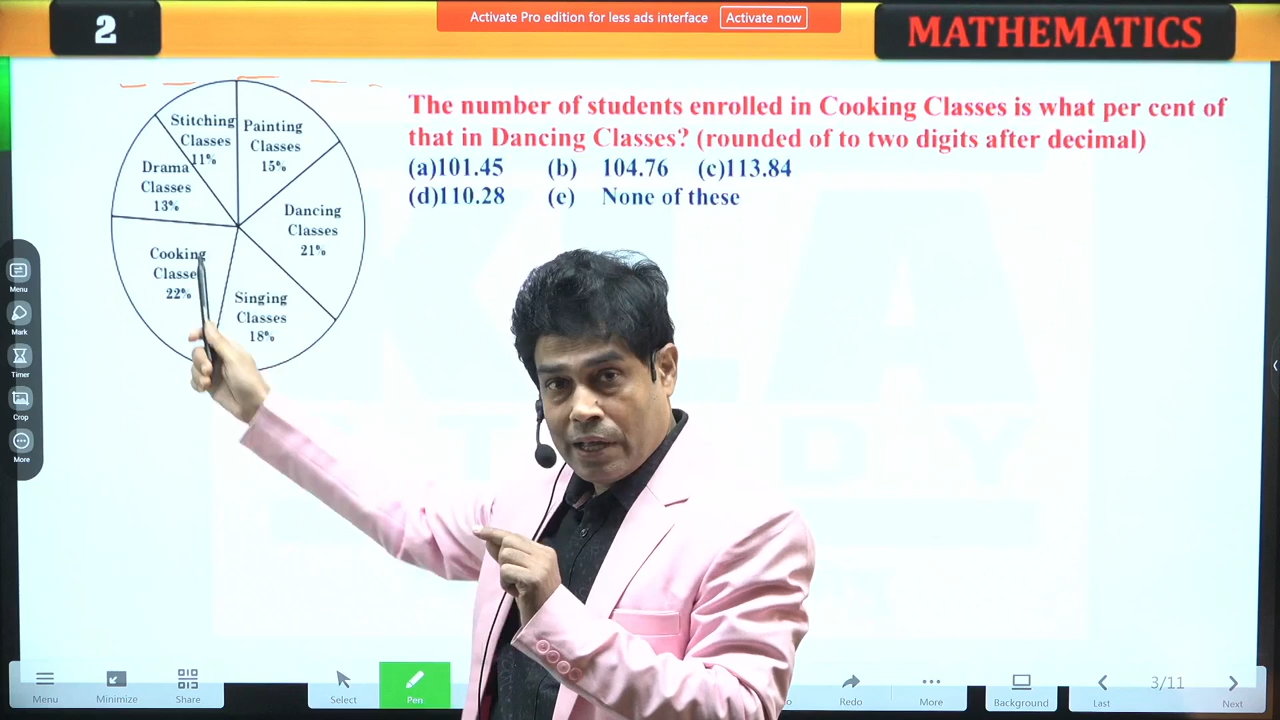 2
Activate Pro edition for less ads interface
Activate now
MATHEMATICS
The number of students enrolled in Cooking Classes is what per cent of
that in Dancing Classes? (rounded of to two digits after decimal)
(a)101.45 (b) 104.76 (c)113.84
(d)110.28 (e) None of these
Stitching
Classes
11%
Painting
Classes
15%
Drama
Classes
13%
Dancing
Classes
21%
Cooking
Classe
22%
Singing
Classes
18%
Menu
Mark
Timer
Crop
More
Menu
Minimize
Share
Select
Pen
Redo
More
Background
Last
3/11
Next